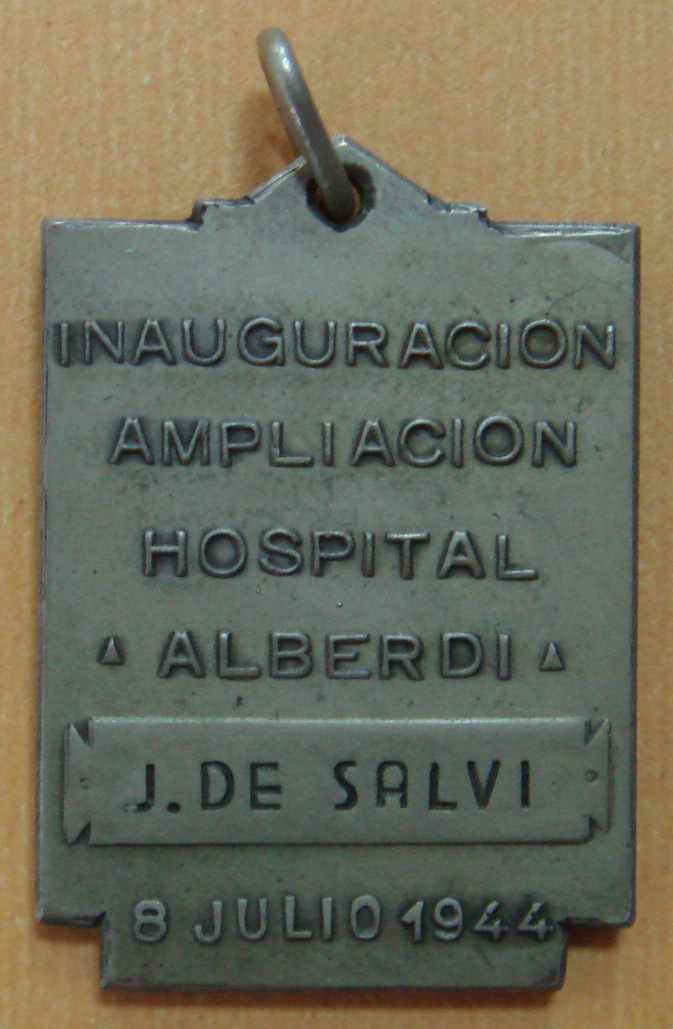 INAUGURACION
AMPLIACION
HOSPITAL
ALBERDI
J. DE SALVI
8 JULIO 1944